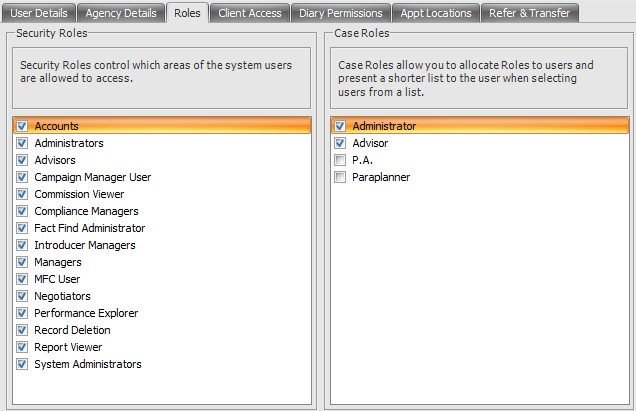 User Details Agency Details Roles Client Access Diary Permissions Appt Locations Refer & Transfer
Security Roles
Security Roles control which areas of the system users
are allowed to access.
Accounts
Administrators
Advisors
Campaign Manager User
Commission Viewer
Compliance Managers
Fact Find Administrator
Introducer Managers
Managers
MFC User
Negotiators
Performance Explorer
Record Deletion
Report Viewer
System Administrators
Case Roles
Case Roles allow you to allocate Roles to users and
present a shorter list to the user when selecting
users from a list.
Administrator
Advisor
P.A.
Paraplanner